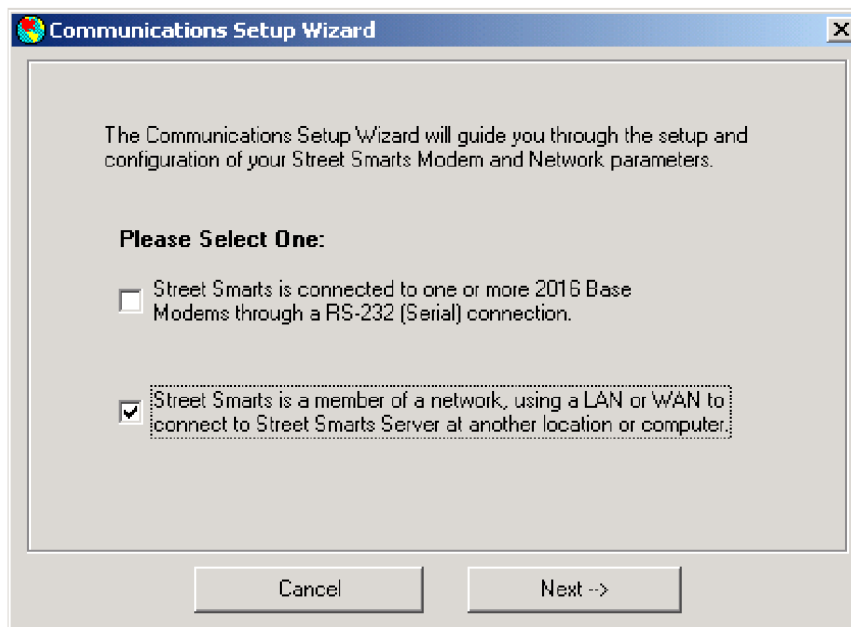 Communications Setup Wizard
The Communications Setup Wizard will guide you through the setup and
configuration of your Street Smarts Modem and Network parameters.
Please Select One:
Street Smarts is connected to one or more 2016 Base
Modems through a RS-232 (Serial) connection.
Street Smarts is a member of a network, using a LAN or WAN to
connect to Street Smarts Server at another location or computer.
Cancel
Next -->